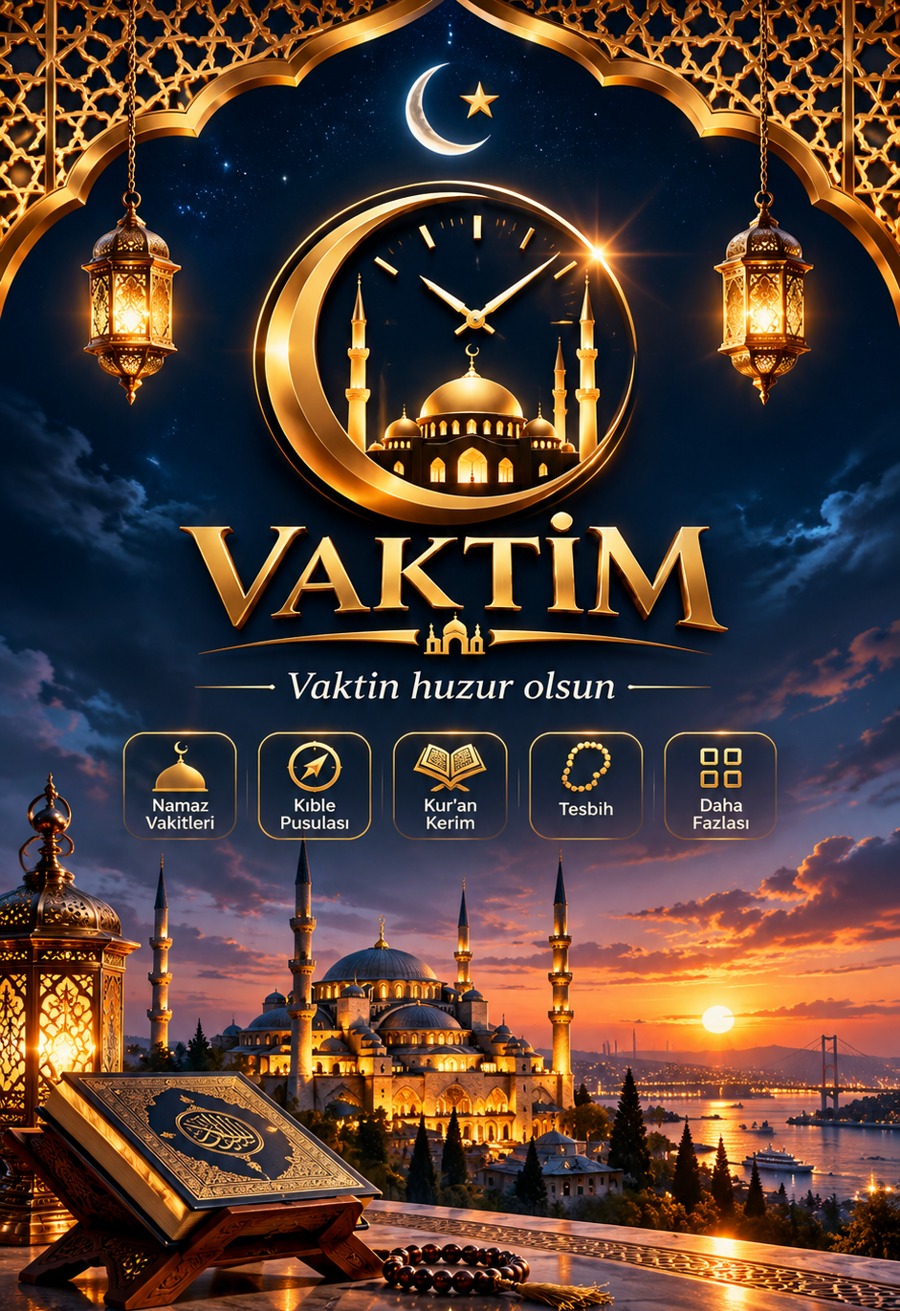 VAKTİM
Vaktin huzur olsun
Namaz
Vakitleri
Kıble
Pusulası
Kur'an
Kerim
Tesbih
Daha
Fazlası